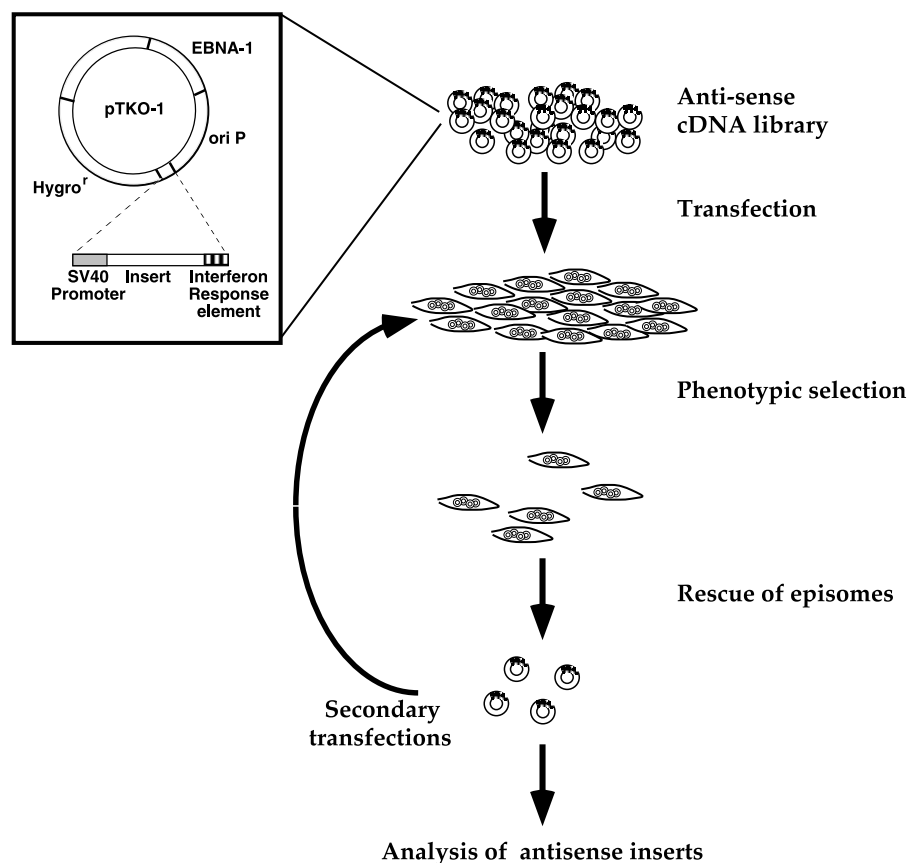 EBNA-1
pTKO-1
ori P
Hygro^r
SV40 Promoter
Insert
Interferon Response element
Anti-sense
cDNA library
Transfection
Phenotypic selection
Rescue of episomes
Secondary
transfections
Analysis of antisense inserts